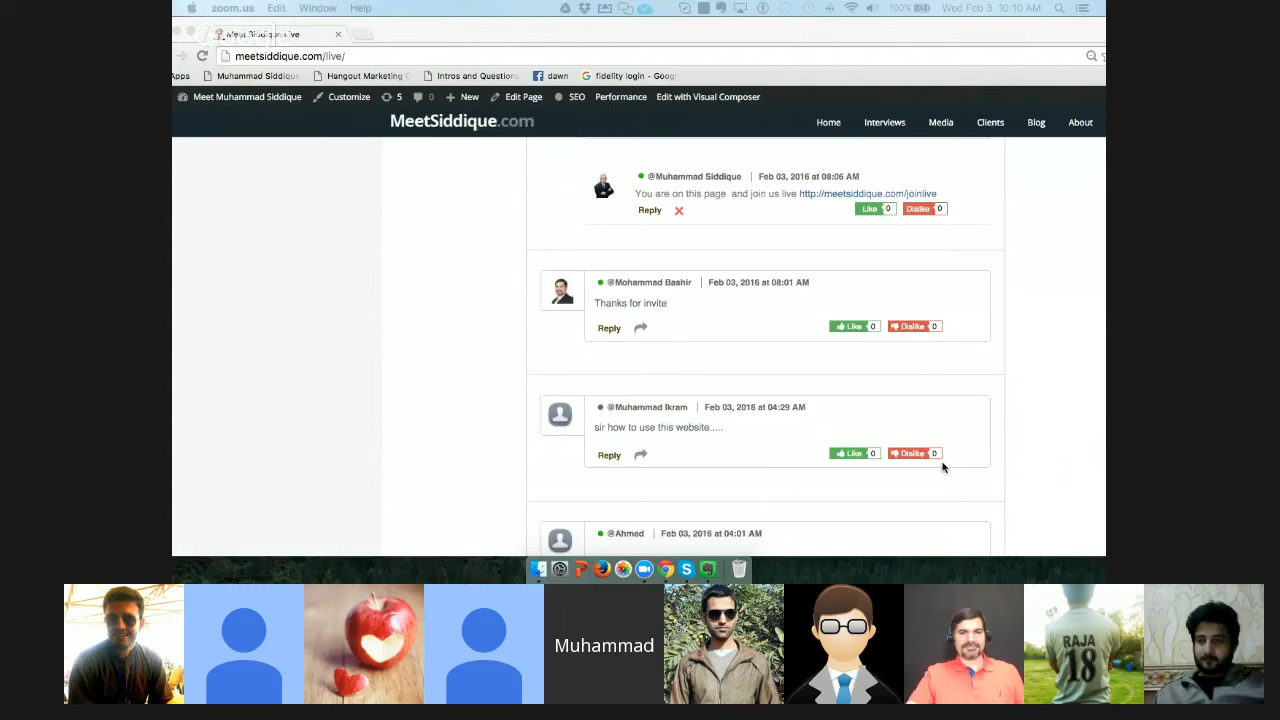 zoom.us Edit Window Help 100% Wed Feb 3 10:10 AM
Meet Siddique Live
meetsiddique.com/live/
Apps Muhammad Siddique Hangout Marketing Intros and Questions dawn fidelity login - Goog
Meet Muhammad Siddique Customize 5 0 New Edit Page SEO Performance Edit with Visual Composer
MeetSiddique.com Home Interviews Media Clients Blog About
@Muhammad Siddique | Feb 03, 2016 at 08:06 AM
You are on this page and join us live http://meetsiddique.com/joinlive
Reply Like 0 Dislike 0
@Mohammad Bashir | Feb 03, 2016 at 08:01 AM
Thanks for invite
Reply Like 0 Dislike 0
@Muhammad Ikram | Feb 03, 2016 at 04:29 AM
sir how to use this website.....
Reply Like 0 Dislike 0
@Ahmed | Feb 03, 2016 at 04:01 AM
Muhammad
RAJA
18